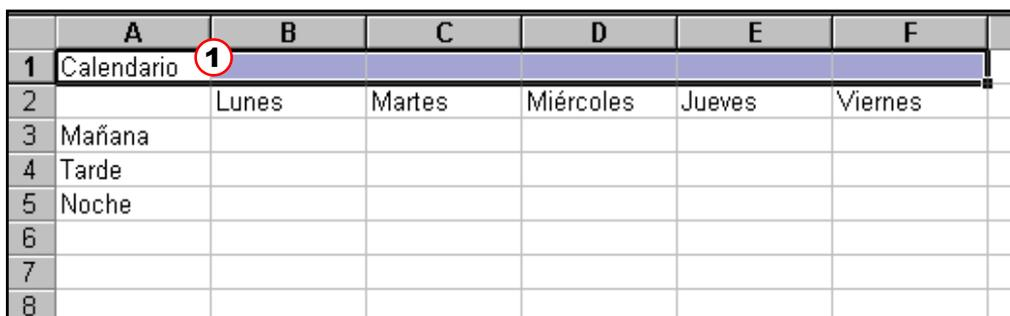 A B C D E F
1 Calendario 1
2 Lunes Martes Miércoles Jueves Viernes
3 Mañana
4 Tarde
5 Noche
6
7
8